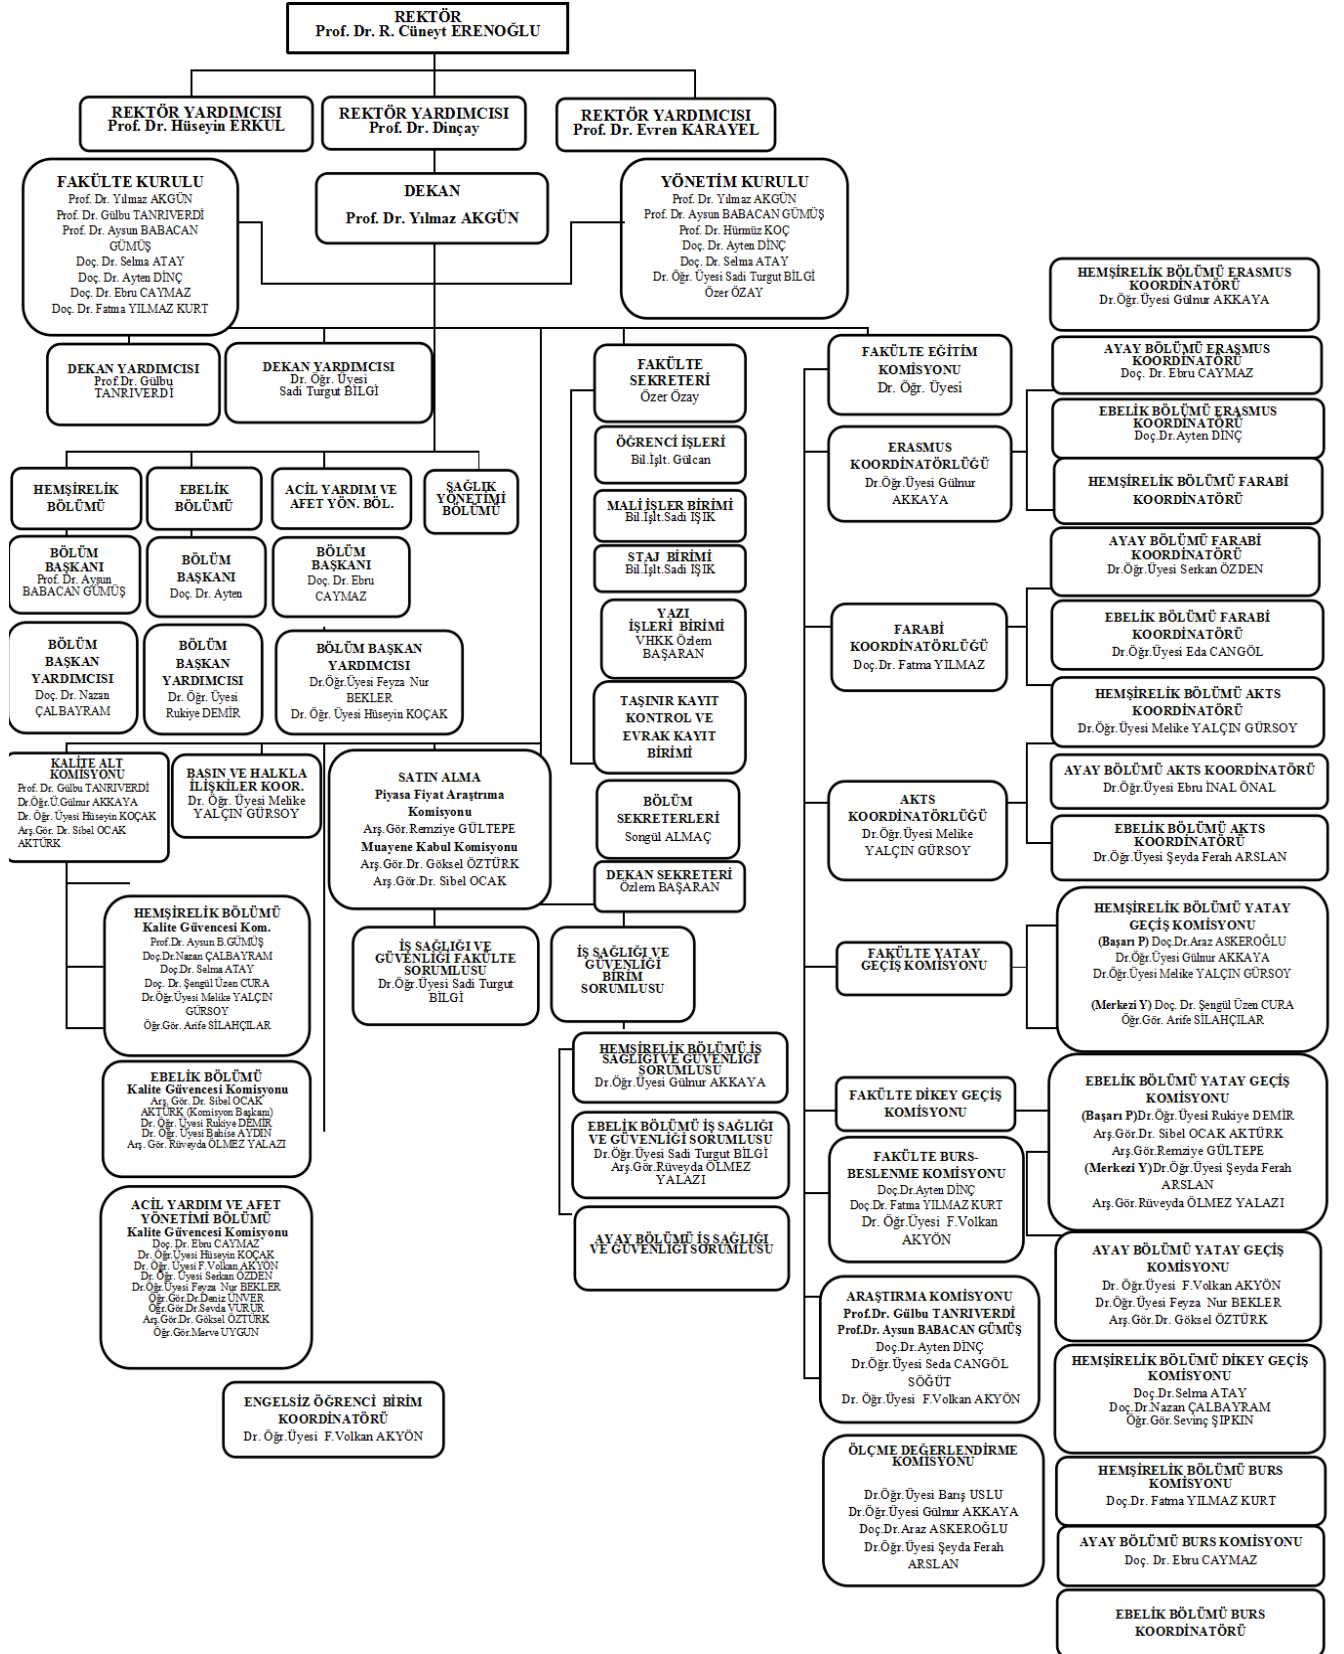 REKTÖR
Prof. Dr. R. Cüneyt ERENOĞLU
REKTÖR YARDIMCISI
Prof. Dr. Hüseyin ERKUL
REKTÖR YARDIMCISI
Prof. Dr. Dinçay
REKTÖR YARDIMCISI
Prof. Dr. Evren KARAYEL
FAKÜLTE KURULU
Prof. Dr. Yılmaz AKGÜN
Prof. Dr. Gülbu TANRIVERDİ
Prof. Dr. Aysun BABACAN
GÜMÜŞ
Doç. Dr. Selma ATAY
Doç. Dr. Ayten DİNÇ
Doç. Dr. Ebru CAYMAZ
Doç. Dr. Fatma YILMAZ KURT
DEKAN
Prof. Dr. Yılmaz AKGÜN
YÖNETİM KURULU
Prof. Dr. Yılmaz AKGÜN
Prof. Dr. Aysun BABACAN GÜMÜŞ
Prof. Dr. Hürmüz KOÇ
Doç. Dr. Ayten DİNÇ
Doç. Dr. Selma ATAY
Dr. Öğr. Üyesi Sadi Turgut BİLGİ
Özer ÖZAY
DEKAN YARDIMCISI
Prof.Dr. Gülbu
TANRIVERDİ
DEKAN YARDIMCISI
Dr. Öğr. Üyesi
Sadi Turgut BİLGİ
HEMŞİRELİK
BÖLÜMÜ
EBELİK
BÖLÜMÜ
ACİL YARDIM VE
AFET YÖN. BÖL.
SAĞLIK
YÖNETİMİ
BÖLÜMÜ
BÖLÜM
BAŞKANI
Prof. Dr. Aysun
BABACAN GÜMÜŞ
BÖLÜM
BAŞKANI
Doç. Dr. Ayten
BÖLÜM
BAŞKANI
Doç. Dr. Ebru
CAYMAZ
BÖLÜM
BAŞKAN
YARDIMCISI
Doç. Dr. Nazan
ÇALBAYRAM
BÖLÜM
BAŞKAN
YARDIMCISI
Dr. Öğr. Üyesi
Rukiye DEMİR
BÖLÜM BAŞKAN
YARDIMCISI
Dr.Öğr.Üyesi Feyza Nur
BEKLER
Dr. Öğr. Üyesi Hüseyin KOÇAK
KALİTE ALT
KOMİSYONU
Prof. Dr. Gülbu TANRIVERDİ
Dr.Öğr.Ü.Gülnur AKKAYA
Dr. Öğr. Üyesi Hüseyin KOÇAK
Arş.Gör. Dr. Sibel OCAK
AKTÜRK
BASIN VE HALKLA
İLİŞKİLER KOOR.
Dr. Öğr. Üyesi Melike
YALÇIN GÜRSOY
SATIN ALMA
Piyasa Fiyat Araştırma
Komisyonu
Arş.Gör.Remziye GÜLTEPE
Muayene Kabul Komisyonu
Arş.Gör.Dr. Göksel ÖZTÜRK
Arş.Gör.Dr. Sibel OCAK
HEMŞİRELİK BÖLÜMÜ
Kalite Güvencesi Kom.
Prof.Dr. Aysun B.GÜMÜŞ
Doç.Dr.Nazan ÇALBAYRAM
Doç.Dr. Selma ATAY
Doç. Dr. Şengül Üzen CURA
Dr.Öğr.Üyesi Melike YALÇIN
GÜRSOY
Öğr.Gör. Arife SİLAHÇILAR
EBELİK BÖLÜMÜ
Kalite Güvencesi Komisyonu
Arş. Gör. Dr. Sibel OCAK
AKTÜRK (Komisyon Başkanı)
Dr. Öğr. Üyesi Rukiye DEMİR
Dr. Öğr. Üyesi Bahise AYDIN
Arş. Gör. Rüveyda ÖLMEZ YALAZI
ACİL YARDIM VE AFET
YÖNETİMİ BÖLÜMÜ
Kalite Güvencesi Komisyonu
Doç. Dr. Ebru CAYMAZ
Dr. Öğr.Üyesi Hüseyin KOÇAK
Dr. Öğr.Üyesi F.Volkan AKYÖN
Dr. Öğr. Üyesi Serkan ÖZDEN
Dr.Öğr.Üyesi Feyza Nur BEKLER
Öğr.Gör.Dr.Deniz ÜNVER
Öğr.Gör.Dr.Sevda VURUR
Arş.Gör.Dr. Göksel ÖZTÜRK
Öğr.Gör.Merve UYGUN
ENGELSİZ ÖĞRENCİ BİRİM
KOORDİNATÖRÜ
Dr. Öğr.Üyesi F.Volkan AKYÖN
İŞ SAĞLIĞI VE
GÜVENLİĞİ FAKÜLTE
SORUMLUSU
Dr.Öğr.Üyesi Sadi Turgut
BİLGİ
FAKÜLTE
SEKRETERİ
Özer Özay
ÖĞRENCİ İŞLERİ
Bil.İşlt. Gülcan
MALİ İŞLER BİRİMİ
Bil.İşlt.Sadi IŞIK
STAJ BİRİMİ
Bil.İşlt.Sadi IŞIK
YAZI
İŞLERİ BİRİMİ
VHKK Özlem
BAŞARAN
TAŞINIR KAYIT
KONTROL VE
EVRAK KAYIT
BİRİMİ
BÖLÜM
SEKRETERLERİ
Songül ALMAÇ
DEKAN SEKRETERİ
Özlem BAŞARAN
İŞ SAĞLIĞI VE
GÜVENLİĞİ
BİRİM
SORUMLUSU
HEMŞİRELİK BÖLÜMÜ İŞ
SAĞLIĞI VE GÜVENLİĞİ
SORUMLUSU
Dr.Öğr.Üyesi Gülnur AKKAYA
EBELİK BÖLÜMÜ İŞ SAĞLIĞI
VE GÜVENLİĞİ SORUMLUSU
Dr.Öğr.Üyesi Sadi Turgut BİLGİ
Arş.Gör.Rüveyda ÖLMEZ
YALAZI
AYAY BÖLÜMÜ İŞ SAĞLIĞI
VE GÜVENLİĞİ SORUMLUSU
FAKÜLTE EĞİTİM
KOMİSYONU
Dr. Öğr. Üyesi
ERASMUS
KOORDİNATÖRLÜĞÜ
Dr.Öğr.Üyesi Gülnur
AKKAYA
FARABİ
KOORDİNATÖRLÜĞÜ
Doç.Dr. Fatma YILMAZ
AKTS
KOORDİNATÖRLÜĞÜ
Dr.Öğr.Üyesi Melike
YALÇIN GÜRSOY
FAKÜLTE YATAY
GEÇİŞ KOMİSYONU
FAKÜLTE DİKEY GEÇİŞ
KOMİSYONU
FAKÜLTE BURS-
BESLENME KOMİSYONU
Doç.Dr.Ayten DİNÇ
Doç.Dr. Fatma YILMAZ KURT
Dr. Öğr.Üyesi F.Volkan
AKYÖN
ARAŞTIRMA KOMİSYONU
Prof.Dr. Gülbu TANRIVERDİ
Prof.Dr. Aysun BABACAN GÜMÜŞ
Doç.Dr.Ayten DİNÇ
Dr.Öğr.Üyesi Seda CANGÖL
SÖĞÜT
Dr. Öğr.Üyesi F.Volkan AKYÖN
ÖLÇME DEĞERLENDİRME
KOMİSYONU
Dr.Öğr.Üyesi Barış USLU
Dr.Öğr.Üyesi Gülnur AKKAYA
Doç.Dr.Araz ASKEROĞLU
Dr.Öğr.Üyesi Şeyda Ferah
ARSLAN
HEMŞİRELİK BÖLÜMÜ ERASMUS
KOORDİNATÖRÜ
Dr.Öğr.Üyesi Gülnur AKKAYA
AYAY BÖLÜMÜ ERASMUS
KOORDİNATÖRÜ
Doç. Dr. Ebru CAYMAZ
EBELİK BÖLÜMÜ ERASMUS
KOORDİNATÖRÜ
Doç.Dr.Ayten DİNÇ
HEMŞİRELİK BÖLÜMÜ FARABİ
KOORDİNATÖRÜ
AYAY BÖLÜMÜ FARABİ
KOORDİNATÖRÜ
Dr.Öğr.Üyesi Serkan ÖZDEN
EBELİK BÖLÜMÜ FARABİ
KOORDİNATÖRÜ
Dr.Öğr.Üyesi Eda CANGÖL
HEMŞİRELİK BÖLÜMÜ AKTS
KOORDİNATÖRÜ
Dr.Öğr.Üyesi Melike YALÇIN GÜRSOY
AYAY BÖLÜMÜ AKTS KOORDİNATÖRÜ
Dr.Öğr.Üyesi Ebru İNAL ÖNAL
EBELİK BÖLÜMÜ AKTS
KOORDİNATÖRÜ
Dr.Öğr.Üyesi Şeyda Ferah ARSLAN
HEMŞİRELİK BÖLÜMÜ YATAY
GEÇİŞ KOMİSYONU
(Başarı P) Doç.Dr.Araz ASKEROĞLU
Dr.Öğr.Üyesi Gülnur AKKAYA
Dr.Öğr.Üyesi Melike YALÇIN GÜRSOY
(Merkezi Y) Doç. Dr. Şengül Üzen CURA
Öğr.Gör. Arife SİLAHÇILAR
EBELİK BÖLÜMÜ YATAY GEÇİŞ
KOMİSYONU
(Başarı P)Dr.Öğr.Üyesi Rukiye DEMİR
Arş.Gör.Dr. Sibel OCAK AKTÜRK
Arş.Gör.Remziye GÜLTEPE
(Merkezi Y)Dr.Öğr.Üyesi Şeyda Ferah
ARSLAN
Arş.Gör.Rüveyda ÖLMEZ YALAZI
AYAY BÖLÜMÜ YATAY GEÇİŞ
KOMİSYONU
Dr. Öğr.Üyesi F.Volkan AKYÖN
Dr.Öğr.Üyesi Feyza Nur BEKLER
Arş.Gör.Dr. Göksel ÖZTÜRK
HEMŞİRELİK BÖLÜMÜ DİKEY GEÇİŞ
KOMİSYONU
Doç.Dr.Selma ATAY
Doç.Dr.Nazan ÇALBAYRAM
Öğr.Gör.Sevinç ŞIPKIN
HEMŞİRELİK BÖLÜMÜ BURS
KOMİSYONU
Doç.Dr. Fatma YILMAZ KURT
AYAY BÖLÜMÜ BURS KOMİSYONU
Doç. Dr. Ebru CAYMAZ
EBELİK BÖLÜMÜ BURS
KOORDİNATÖRÜ